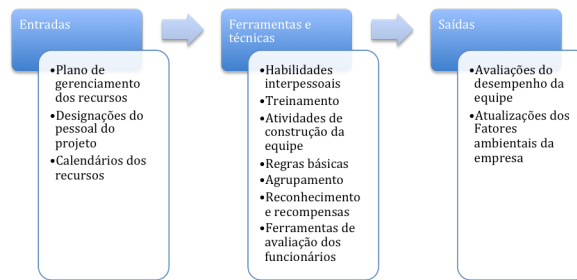 Entradas
•Plano de
gerenciamento
dos recursos
•Designações do
pessoal do
projeto
•Calendários dos
recursos
Ferramentas e
técnicas
•Habilidades
interpessoais
•Treinamento
•Atividades de
construção da
equipe
•Regras básicas
•Agrupamento
•Reconhecimento
e recompensas
•Ferramentas de
avaliação dos
funcionários
Saídas
•Avaliações do
desempenho da
equipe
•Atualizações dos
Fatores
ambientais da
empresa